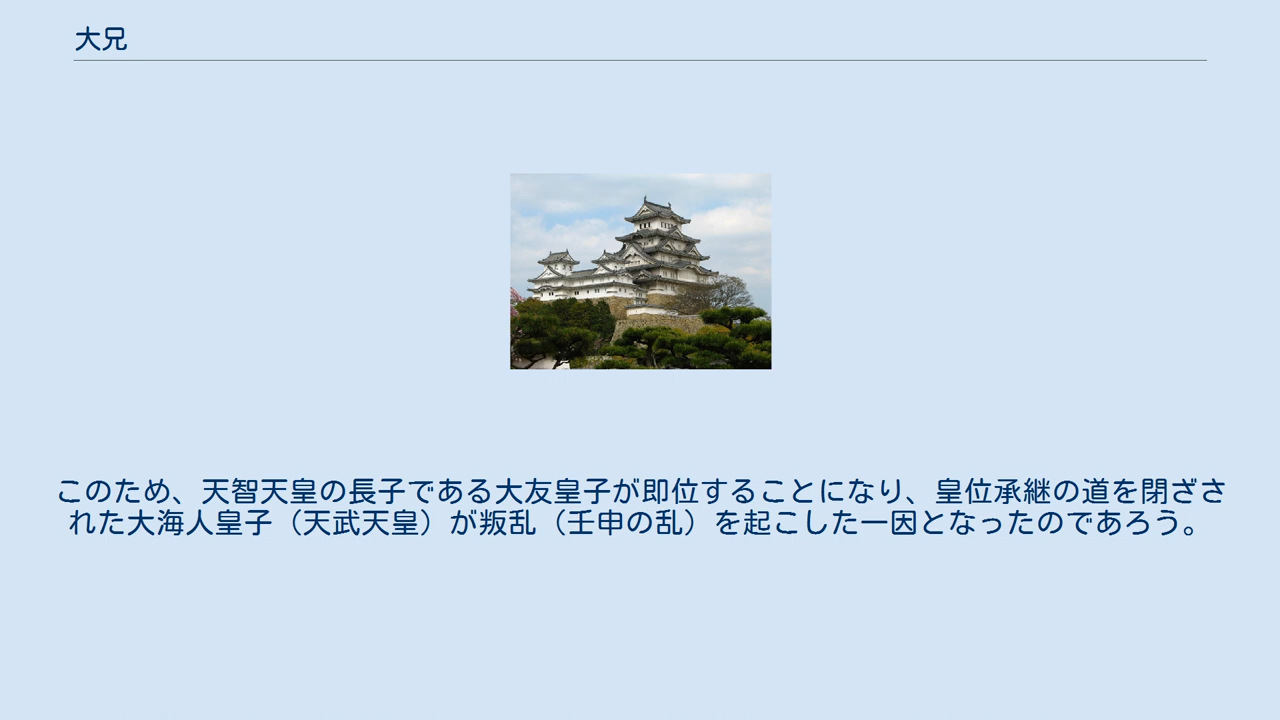 大兄
このため、天智天皇の長子である大友皇子が即位することになり、皇位承継の道を閉ざさ
れた大海人皇子（天武天皇）が叛乱（壬申の乱）を起こした一因となったのであろう。